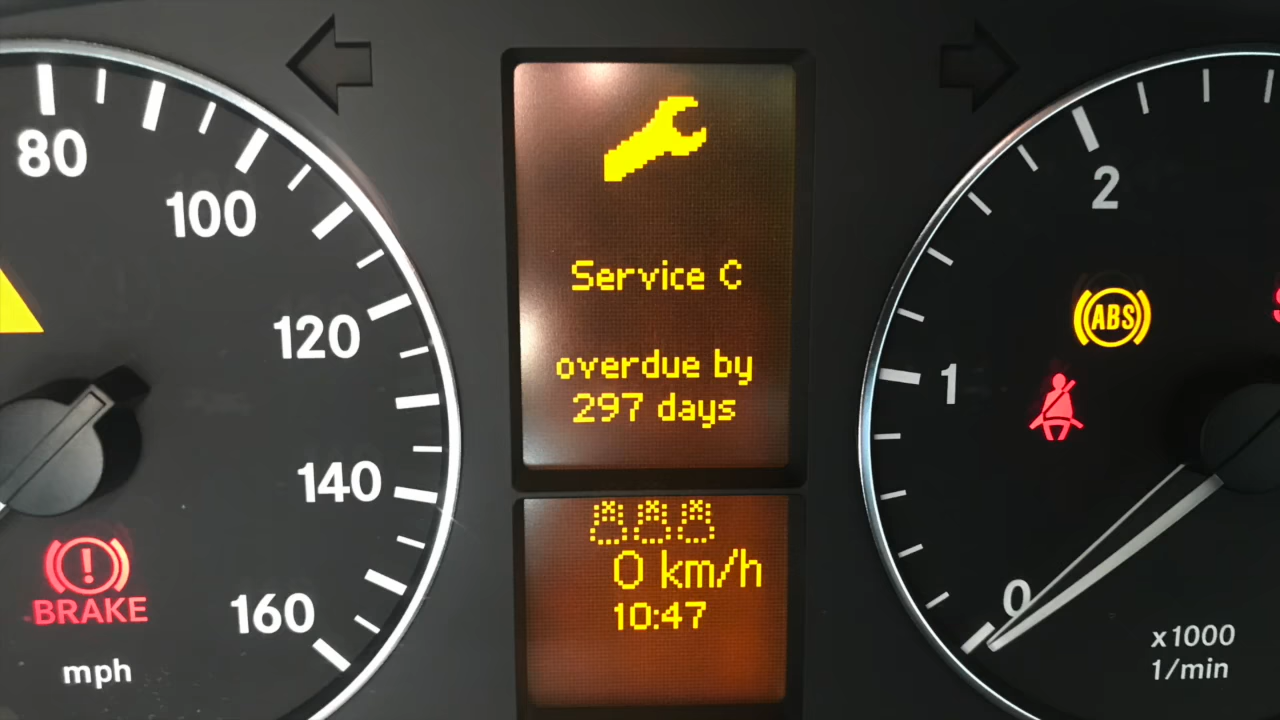 80
100
120
140
160
mph
BRAKE
Service C
overdue by
297 days
0 km/h
10:47
2
ABS
1
0
x1000
1/min